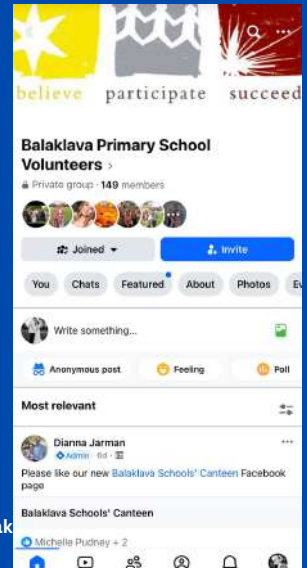 believe participate succeed
Balaklava Primary School
Volunteers >
Private group · 149 members
Joined
Invite
You Chats Featured About Photos Ev
Write something...
Anonymous post Feeling Poll
Most relevant
Dianna Jarman
Admin · 6d ·
Please like our new Balaklava Schools' Canteen Facebook
page
Balaklava Schools' Canteen
ak
Michelle Pudney + 2